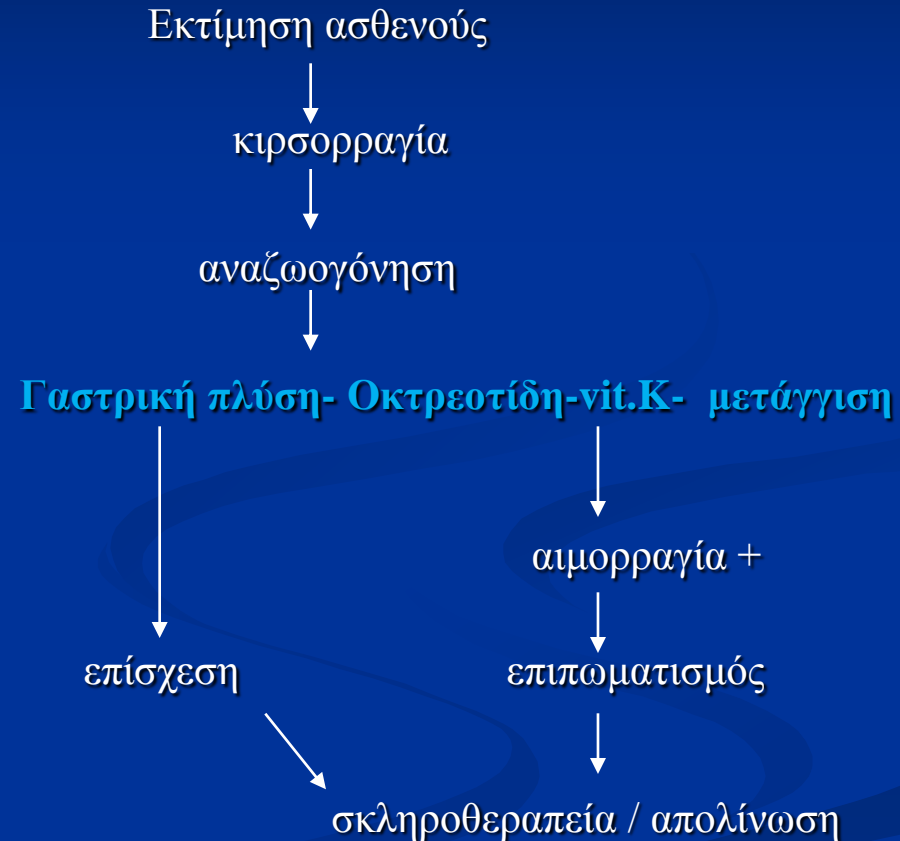 Εκτίμηση ασθενούς
κιρσορραγία
αναζωογόνηση
Γαστρική πλύση- Οκτρεοτίδη-vit.K- μετάγγιση
αιμορραγία +
επίσχεση
επιπωματισμός
σκληροθεραπεία / απολίνωση